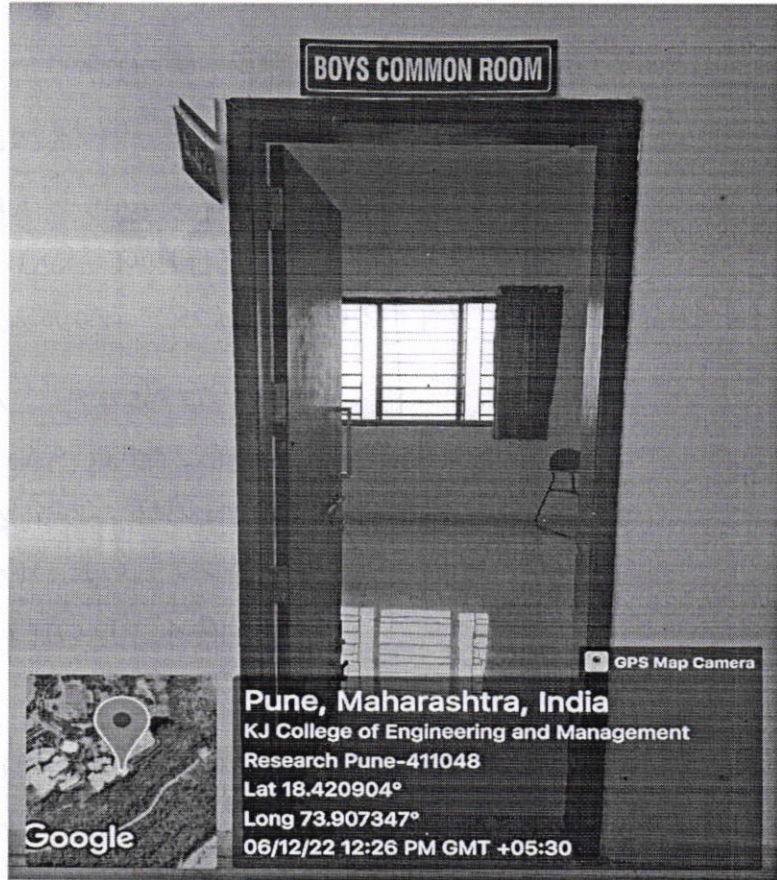 BOYS COMMON ROOM
GPS Map Camera
Pune, Maharashtra, India
KJ College of Engineering and Management
Research Pune-411048
Lat 18.420904°
Long 73.907347°
06/12/22 12:26 PM GMT +05:30
Google